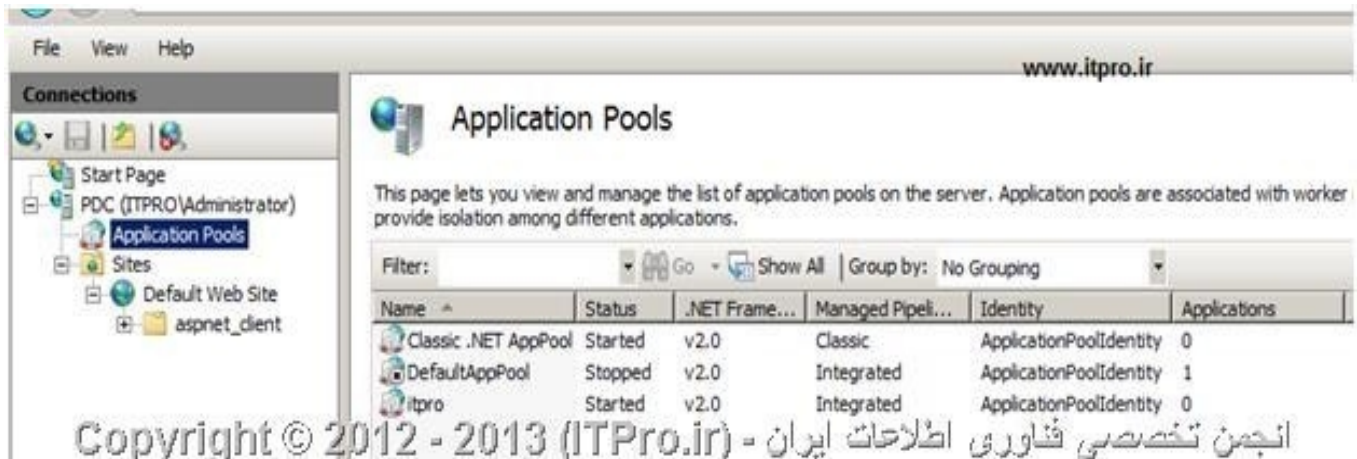 File View Help
www.itpro.ir
Connections
Start Page
PDC (ITPRO\Administrator)
Application Pools
Sites
Default Web Site
aspnet_client
Application Pools
This page lets you view and manage the list of application pools on the server. Application pools are associated with worker
provide isolation among different applications.
Filter: Go Show All Group by: No Grouping
Name Status .NET Frame... Managed Pipeli... Identity Applications
Classic .NET AppPool Started v2.0 Classic ApplicationPoolIdentity 0
DefaultAppPool Stopped v2.0 Integrated ApplicationPoolIdentity 1
itpro Started v2.0 Integrated ApplicationPoolIdentity 0
Copyright © 2012 - 2013 (ITPro.ir) - انجمن تخصصی فناوری اطلاعات ایران